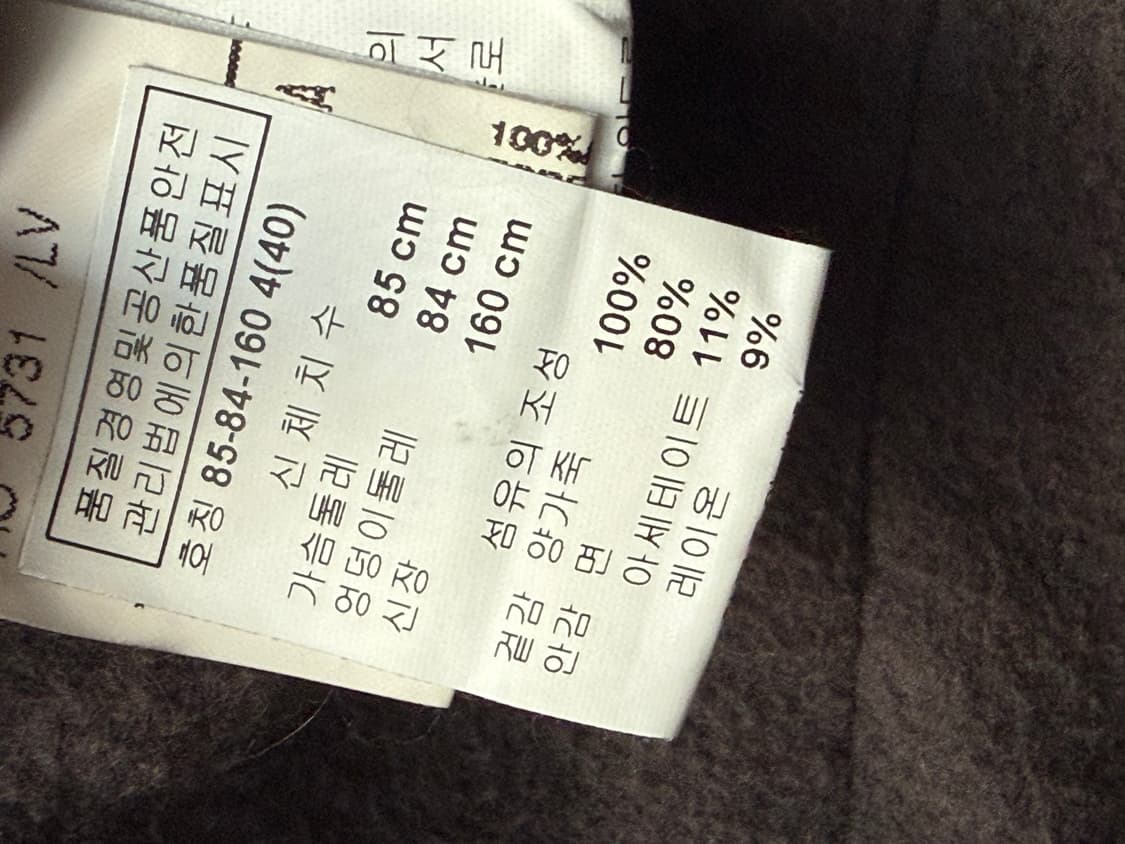 5731 /LV
100%
품질경영및공산품안전
관리법에의한품질표시
호칭 85-84-160 4(40)
신 체 치 수
가슴둘레 85 cm
엉덩이둘레 84 cm
신장 160 cm
섬유의 조성
겉감 양가죽 100%
안감 면 80%
아세테이트 11%
레이온 9%
의
서
로